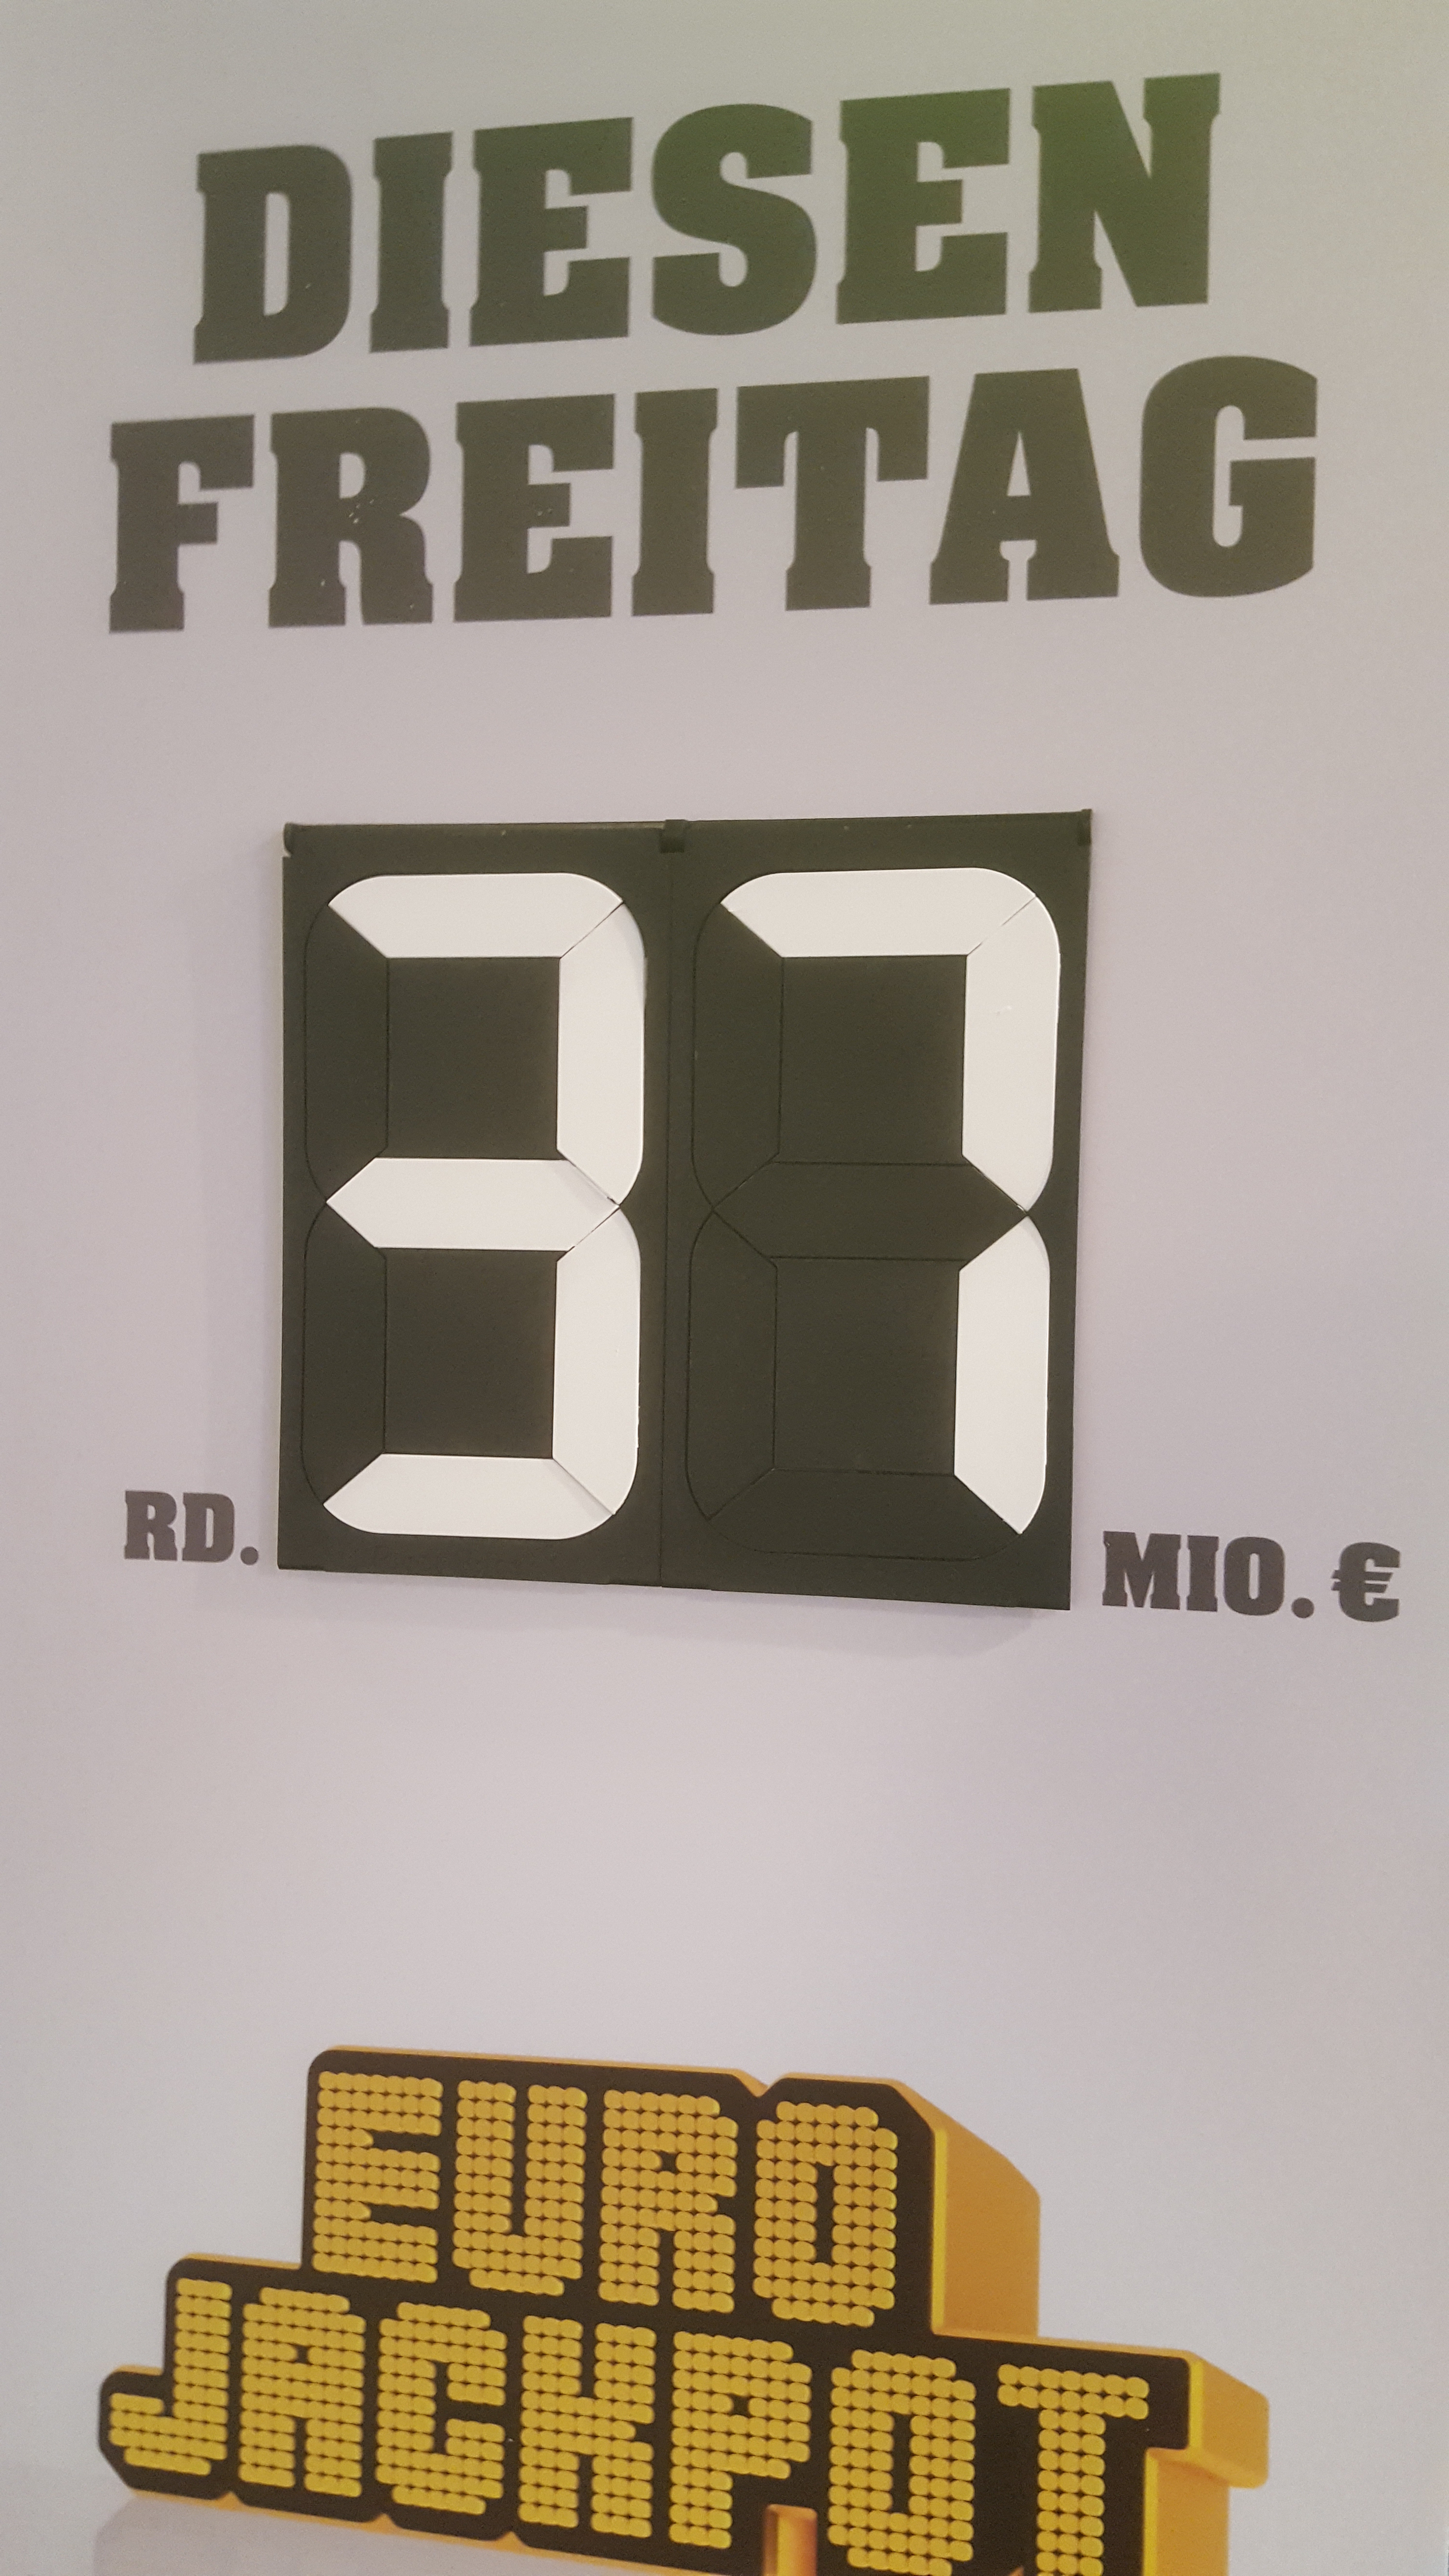 DIESEN
FREITAG
RD. 37 MIO. €
EURO
JACKPOT